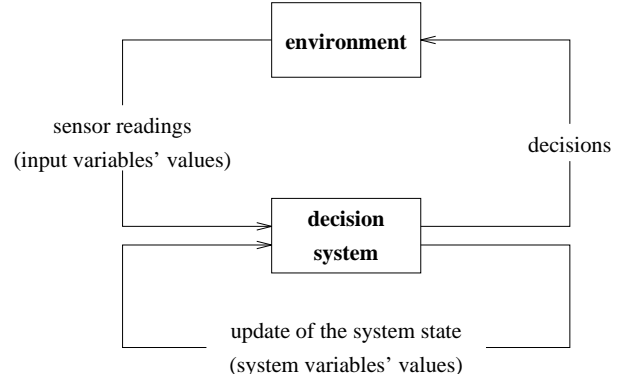 environment
sensor readings
(input variables’ values)
decisions
decision
system
update of the system state
(system variables’ values)